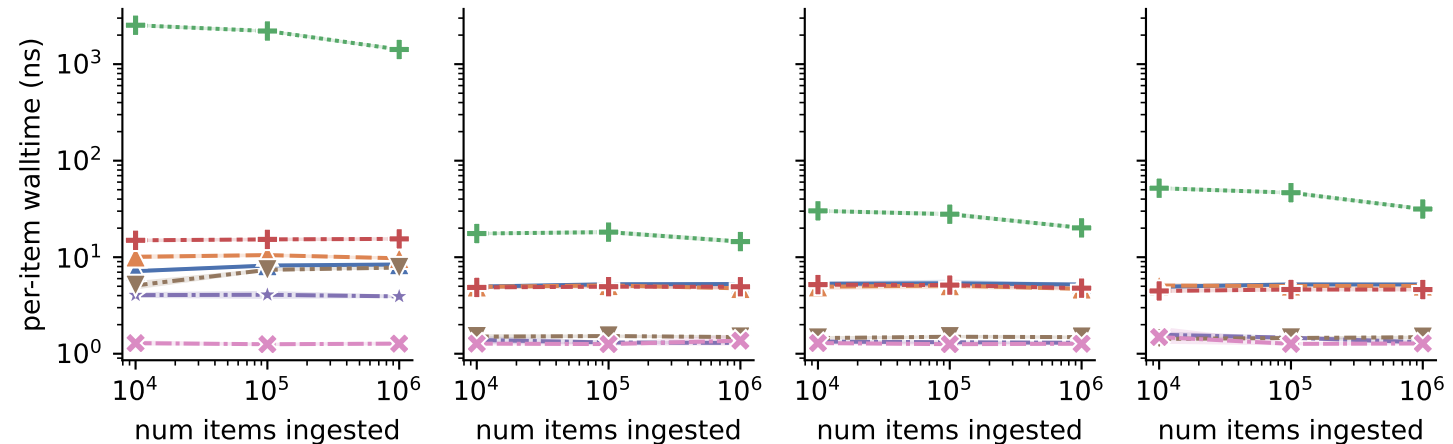 per-item walltime (ns)
10³
10²
10¹
10⁰
10⁴ 10⁵ 10⁶ 10⁴ 10⁵ 10⁶ 10⁴ 10⁵ 10⁶ 10⁴ 10⁵ 10⁶
num items ingested num items ingested num items ingested num items ingested